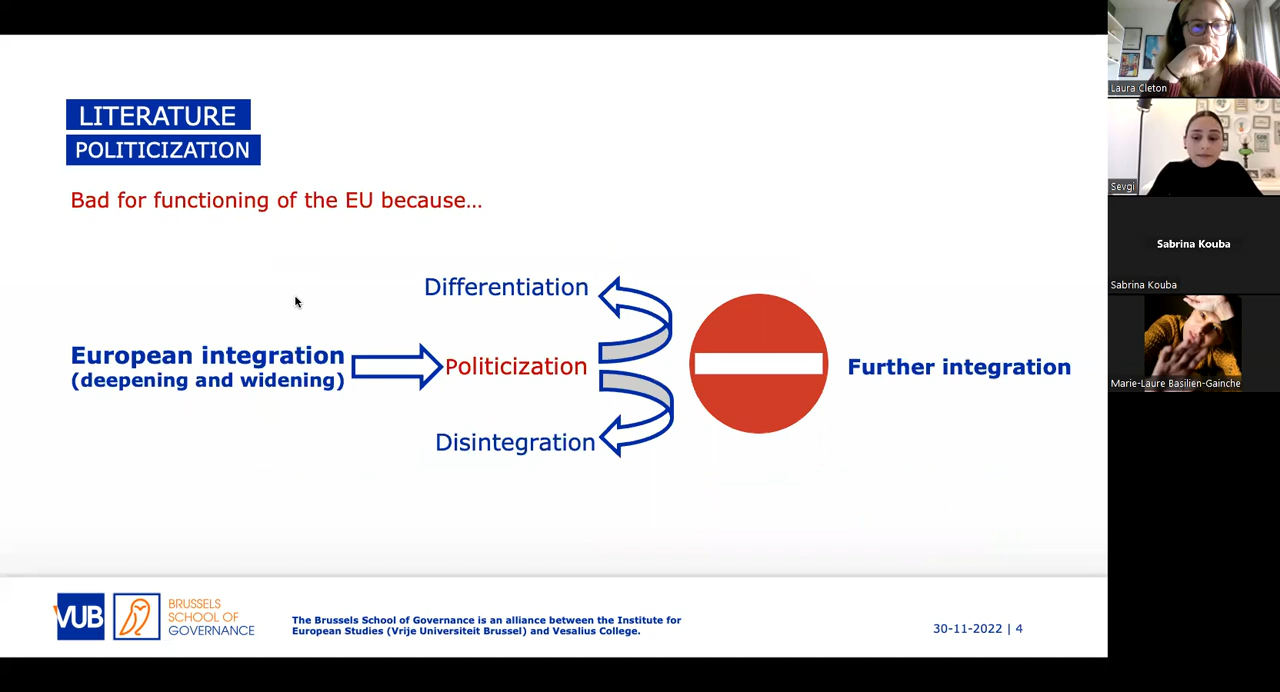 LITERATURE
POLITICIZATION
Bad for functioning of the EU because...
Differentiation
European integration
(deepening and widening)
Politicization
Further integration
Disintegration
VUB
BRUSSELS
SCHOOL OF
GOVERNANCE
The Brussels School of Governance is an alliance between the Institute for
European Studies (Vrije Universiteit Brussel) and Vesalius College.
30-11-2022 | 4
Laura Cleton
Sevgi
Sabrina Kouba
Sabrina Kouba
Marie-Laure Basilien-Gainche